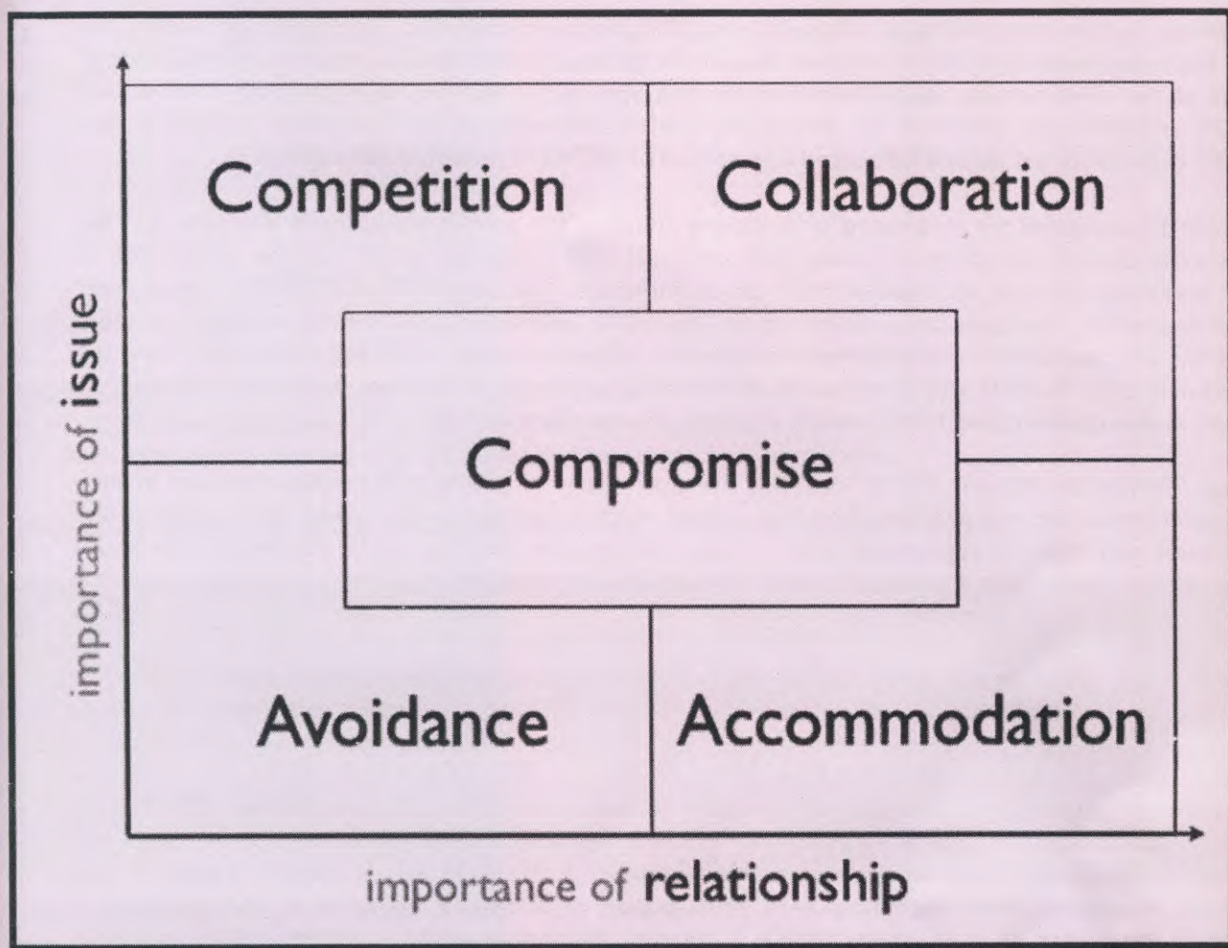 Competition
Collaboration
importance of issue
Compromise
Avoidance
Accommodation
importance of relationship